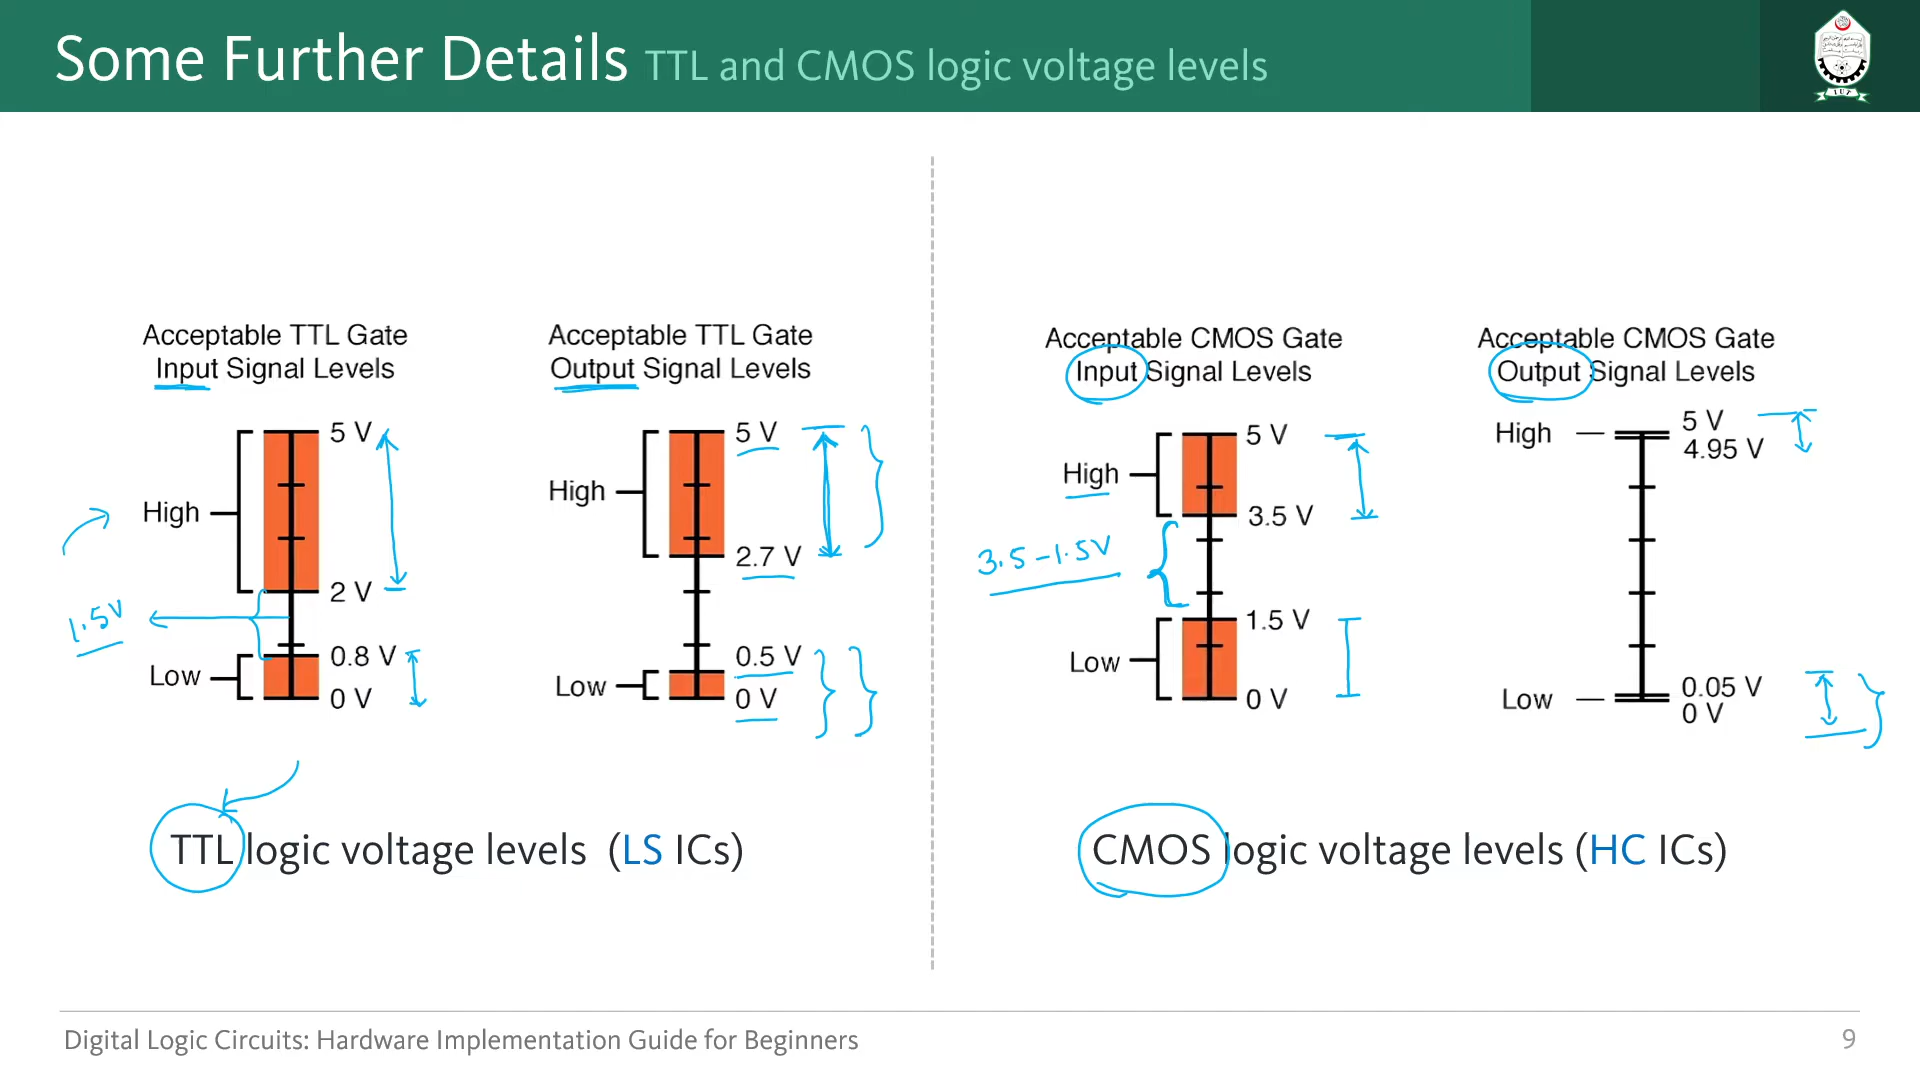 Some Further Details TTL and CMOS logic voltage levels
Acceptable TTL Gate
Input Signal Levels
5 V
High
2 V
1.5V
0.8 V
Low
0 V
Acceptable TTL Gate
Output Signal Levels
5 V
High
2.7 V
0.5 V
Low
0 V
TTL logic voltage levels (LS ICs)
Acceptable CMOS Gate
Input Signal Levels
5 V
High
3.5 V
3.5-1.5V
1.5 V
Low
0 V
Acceptable CMOS Gate
Output Signal Levels
5 V
High
4.95 V
0.05 V
Low
0 V
CMOS logic voltage levels (HC ICs)
Digital Logic Circuits: Hardware Implementation Guide for Beginners
9